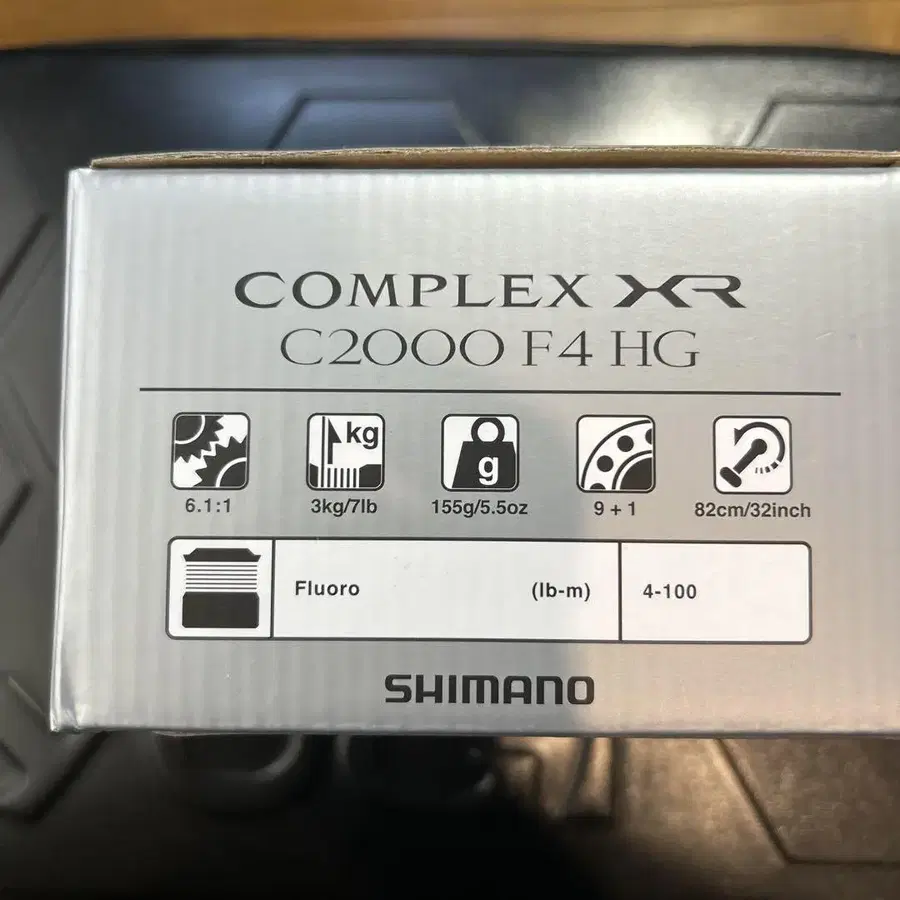 COMPLEX XR
C2000 F4 HG
kg
g
6.1:1 3kg/7lb 155g/5.5oz 9 + 1 82cm/32inch
Fluoro (lb-m) 4-100
SHIMANO